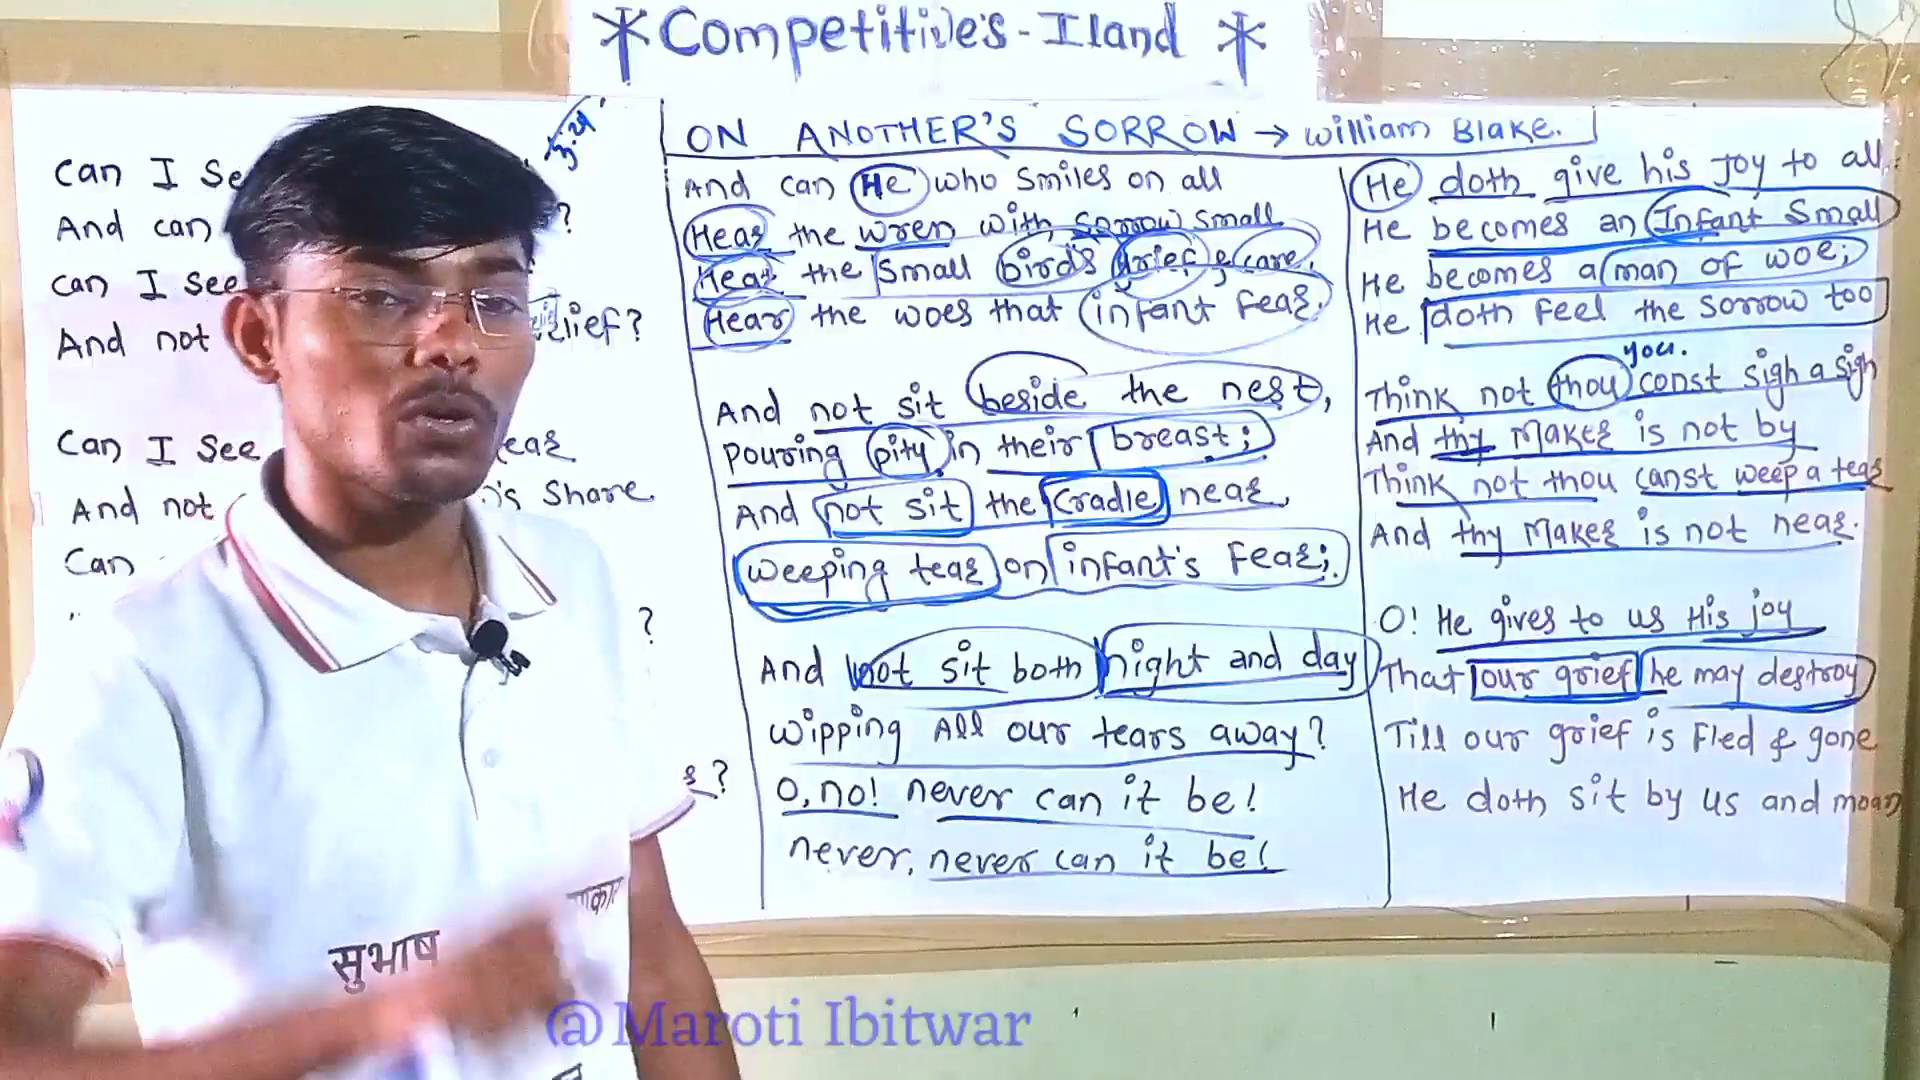 *Competitive's-Iland *
ON ANOTHER'S SORROW → William Blake.
3:24
Can I Se
And can ?
Can I see
And not elief?
Can I See tear
And not n's Share
Can
?
?
And can He who smiles on all
Hear the wren with sorrow small
Hear the small bird's grief & care,
Hear the woes that infant fear.
And not sit beside the nest,
pouring pity in their breast;
And not sit the Cradle near,
weeping tear on infant's Fear;
And not sit both night and day
wipping All our tears away?
O, no! never can it be!
never, never can it be!
He doth give his Joy to all.
He becomes an Infant Small
He becomes a man of woe;
He doth Feel the sorrow too
you.
Think not thou const sigh a sigh
And thy Maker is not by
Think not thou canst weep a tear
And thy Maker is not near.
O! He gives to us His joy
That our grief he may destroy
Till our grief is Fled & gone
He doth sit by us and moan
सुभाष
@Maroti Ibitwar